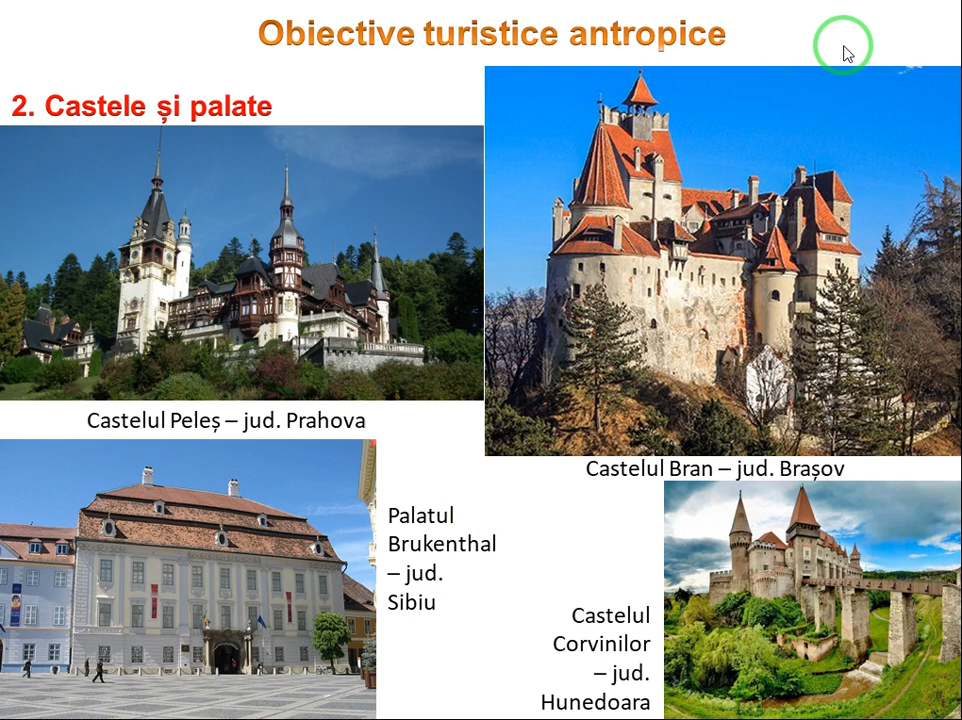 Obiective turistice antropice
2. Castele și palate
Castelul Peleș – jud. Prahova
Castelul Bran – jud. Brașov
Palatul
Brukenthal
– jud.
Sibiu
Castelul
Corvinilor
– jud.
Hunedoara